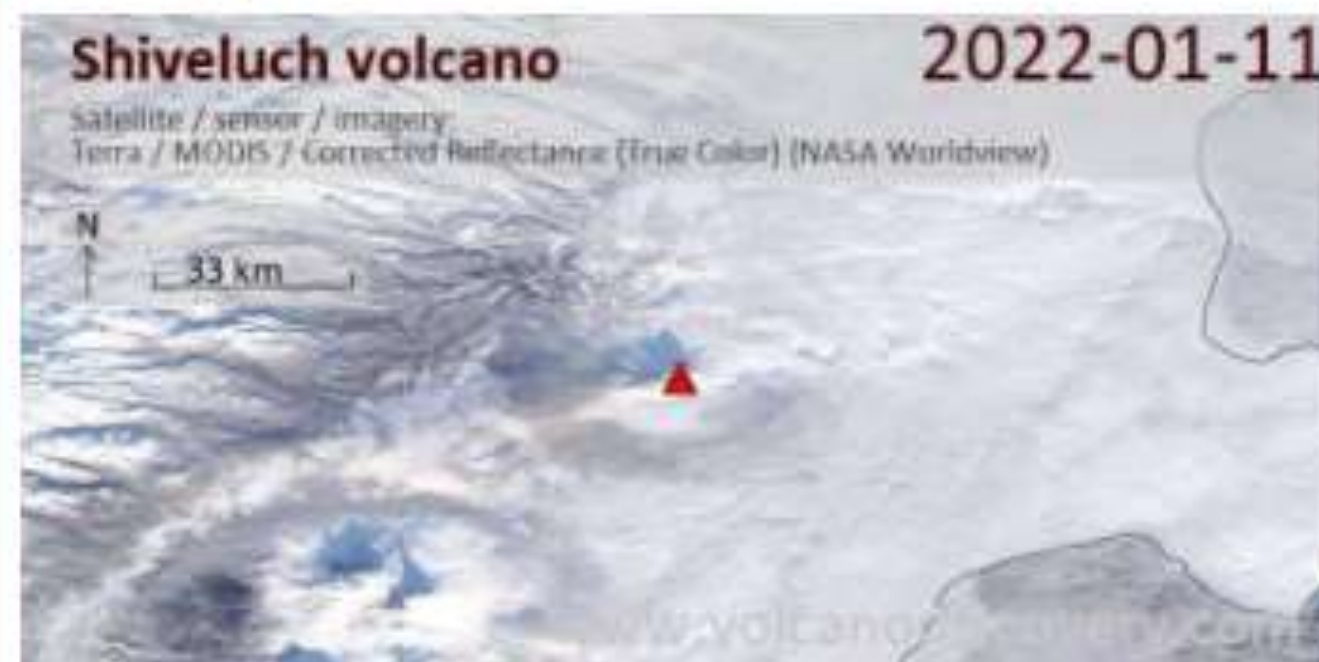 Shiveluch volcano
2022-01-11
Satellite / sensor / imagery:
Terra / MODIS / Corrected Reflectance (True Color) (NASA Worldview)
N
33 km